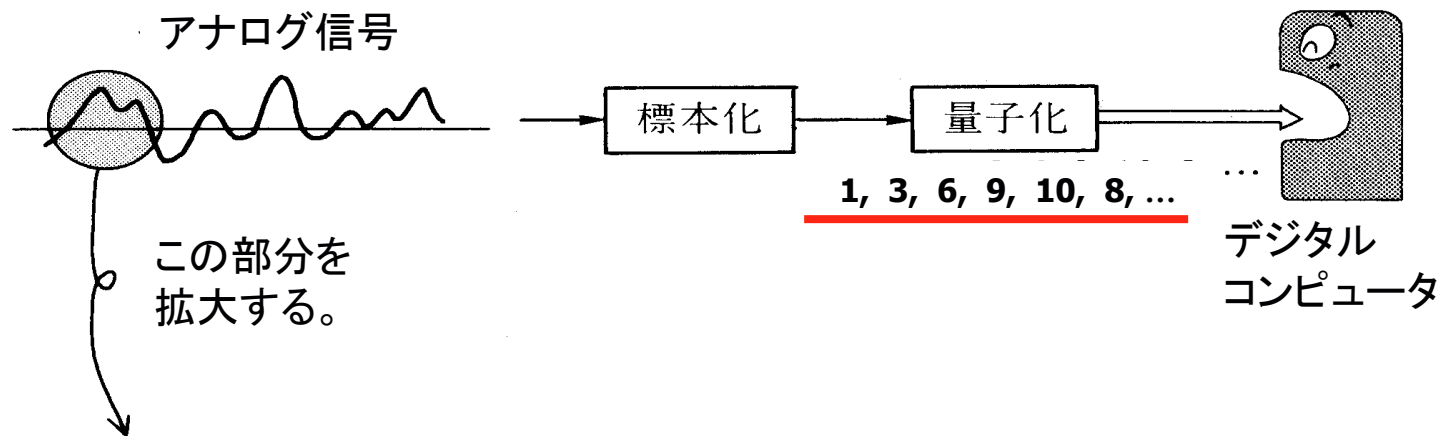 アナログ信号
標本化
量子化
...
1, 3, 6, 9, 10, 8, ...
デジタル
コンピュータ
この部分を
拡大する。